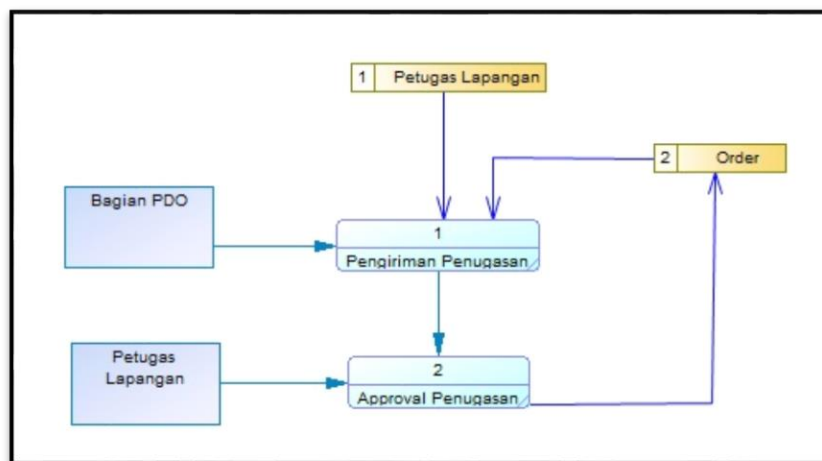 1 Petugas Lapangan
2 Order
Bagian PDO
1
Pengiriman Penugasan
Petugas
Lapangan
2
Approval Penugasan